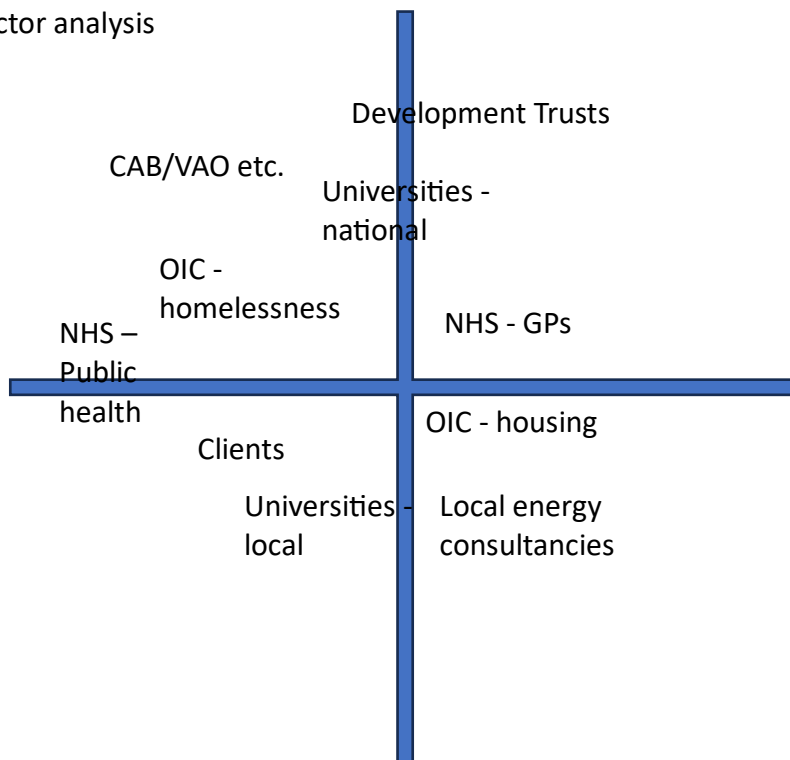 ctor analysis
Development Trusts
CAB/VAO etc.
Universities -
national
OIC -
homelessness
NHS - GPs
NHS –
Public
health
OIC - housing
Clients
Universities -
local
Local energy
consultancies